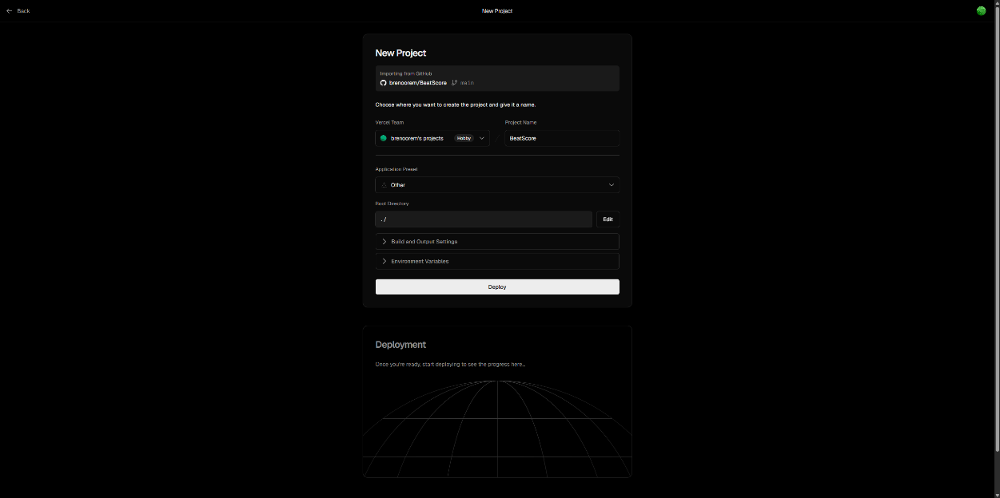 Back
New Project
New Project
Importing from GitHub
brenoorem/BeatScore main
Choose where you want to create the project and give it a name.
Vercel Team
Project Name
brenoorem's projects Hobby
/
BeatScore
Application Preset
Other
Root Directory
./
Edit
Build and Output Settings
Environment Variables
Deploy
Deployment
Once you're ready, start deploying to see the progress here...